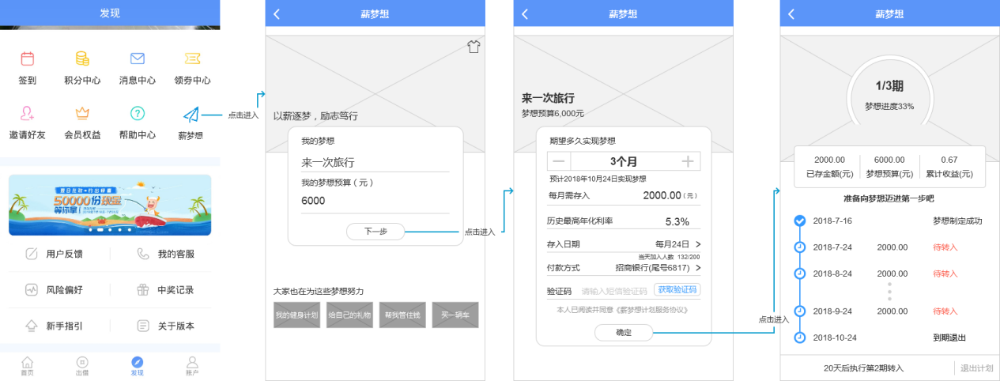 发现
签到
积分中心
消息中心
领券中心
邀请好友
会员权益
帮助中心
薪梦想
点击进入
50000份现金
等你拿!
用户反馈
我的客服
风险偏好
中奖记录
新手指引
关于版本
首页
出借
发现
账户
薪梦想
以薪逐梦，励志笃行
我的梦想
来一次旅行
我的梦想预算（元）
6000
下一步
点击进入
大家也在为这些梦想努力
我的健身计划
给自己的礼物
帮我管住钱
买一辆车
薪梦想
来一次旅行
梦想预算6,000元
期望多久实现梦想
3个月
预计2018年10月24日实现梦想
每月需存入 2000.00（元）
历史最高年化利率 5.3%
存入日期 每月24日 >
当天加入人数 132/200
付款方式 招商银行(尾号6817) >
验证码 请输入短信验证码 获取验证码
本人已阅读并同意《薪梦想计划服务协议》
确定
点击进入
薪梦想
1/3期
梦想进度33%
2000.00 6000.00 0.67
已存金额(元) 梦想预算(元) 累计收益(元)
准备向梦想迈进第一步吧
2018-7-16 梦想制定成功
2018-7-24 2000.00 待转入
2018-8-24 2000.00 待转入
2018-9-24 2000.00 待转入
2018-10-24 到期退出
20天后执行第2期转入 退出计划